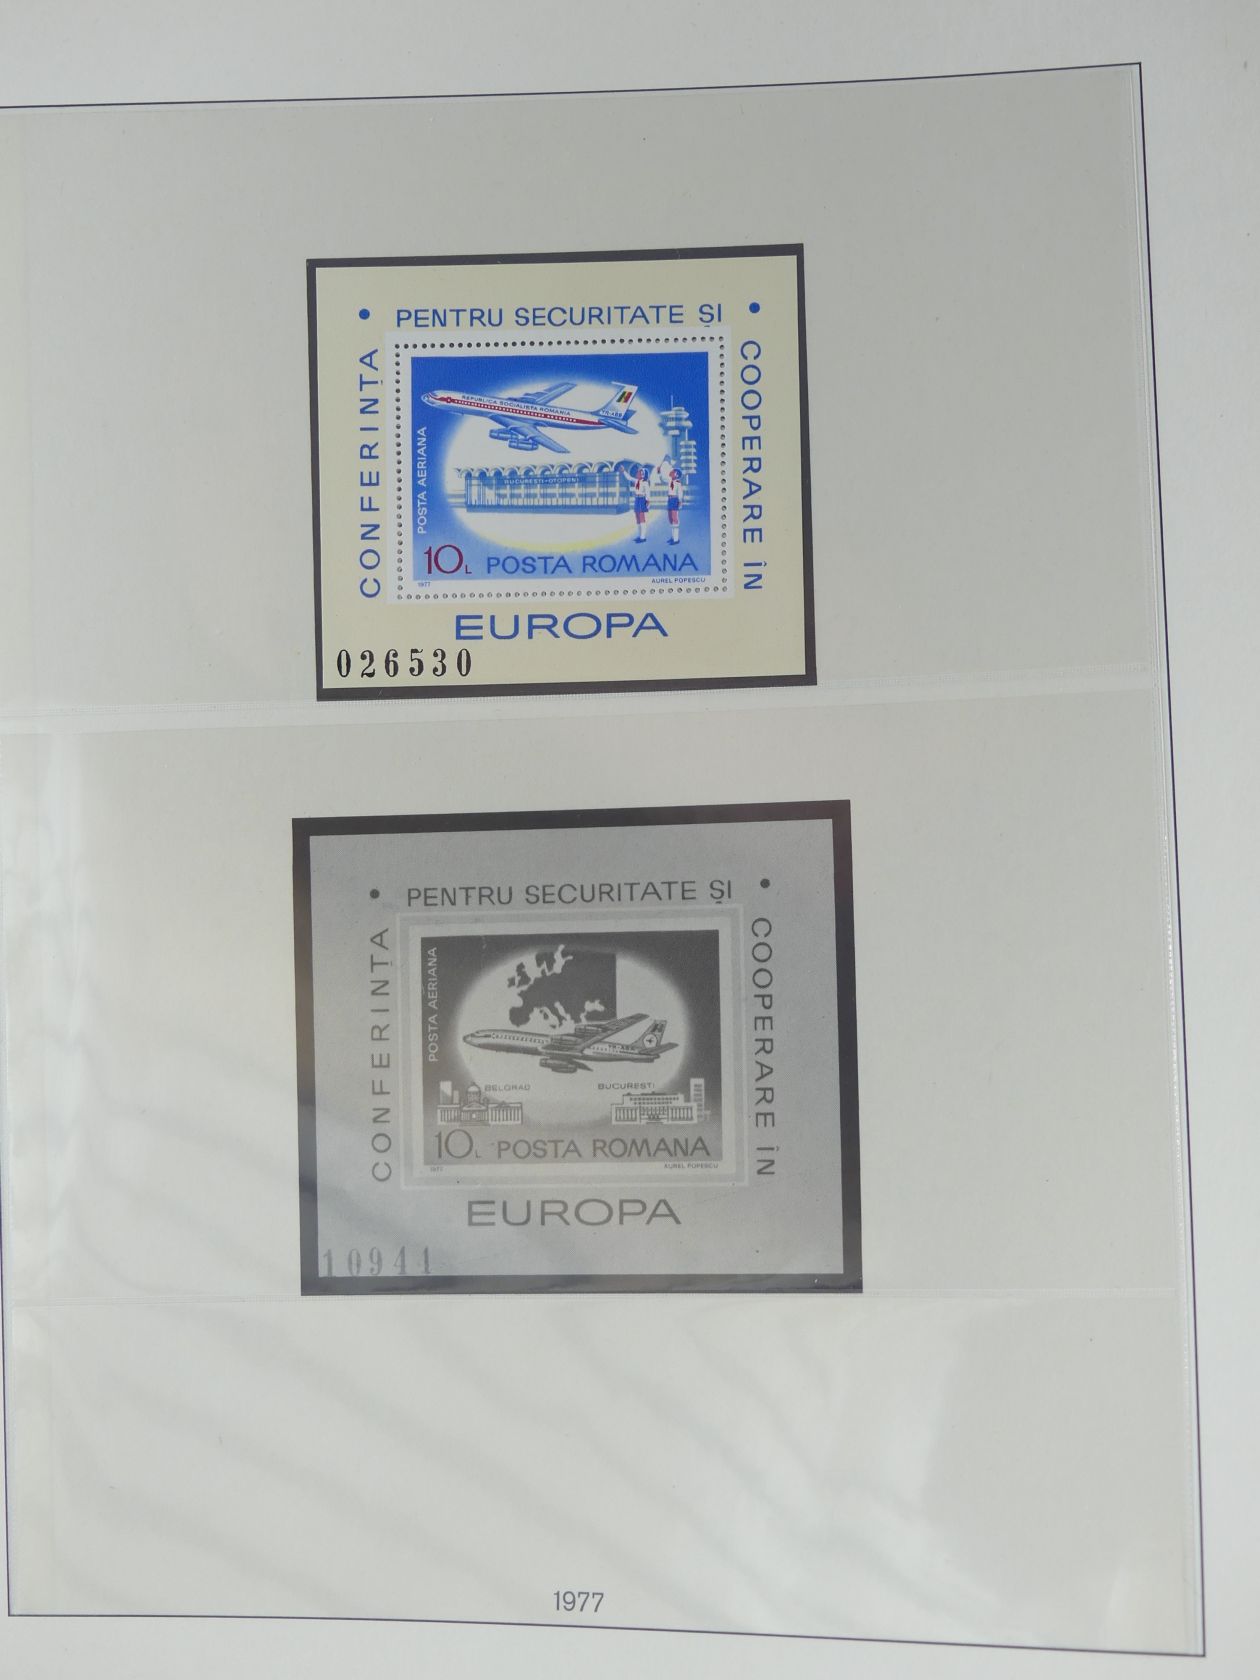 CONFERINȚA
PENTRU SECURITATE ȘI
COOPERARE ÎN
REPUBLICA SOCIALISTA ROMANIA
YR-ABB
POSTA AERIANA
BUCURESTI-OTOPENI
10L POSTA ROMANA
1977
AUREL POPESCU
EUROPA
026530
CONFERINȚA
PENTRU SECURITATE ȘI
COOPERARE ÎN
POSTA AERIANA
BELGRAD
BUCURESTI
10L POSTA ROMANA
1977
AUREL POPESCU
EUROPA
10941
1977